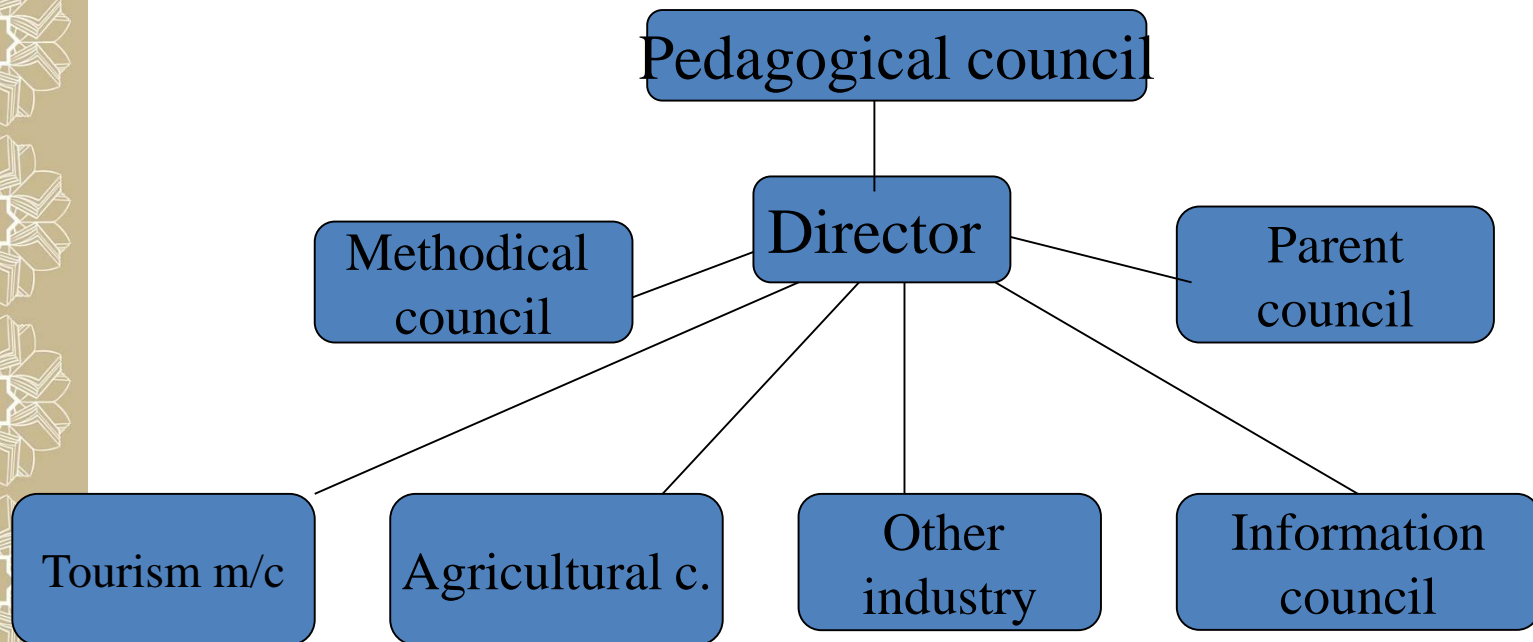 Pedagogical council
Director
Methodical
council
Parent
council
Tourism m/c
Agricultural c.
Other
industry
Information
council